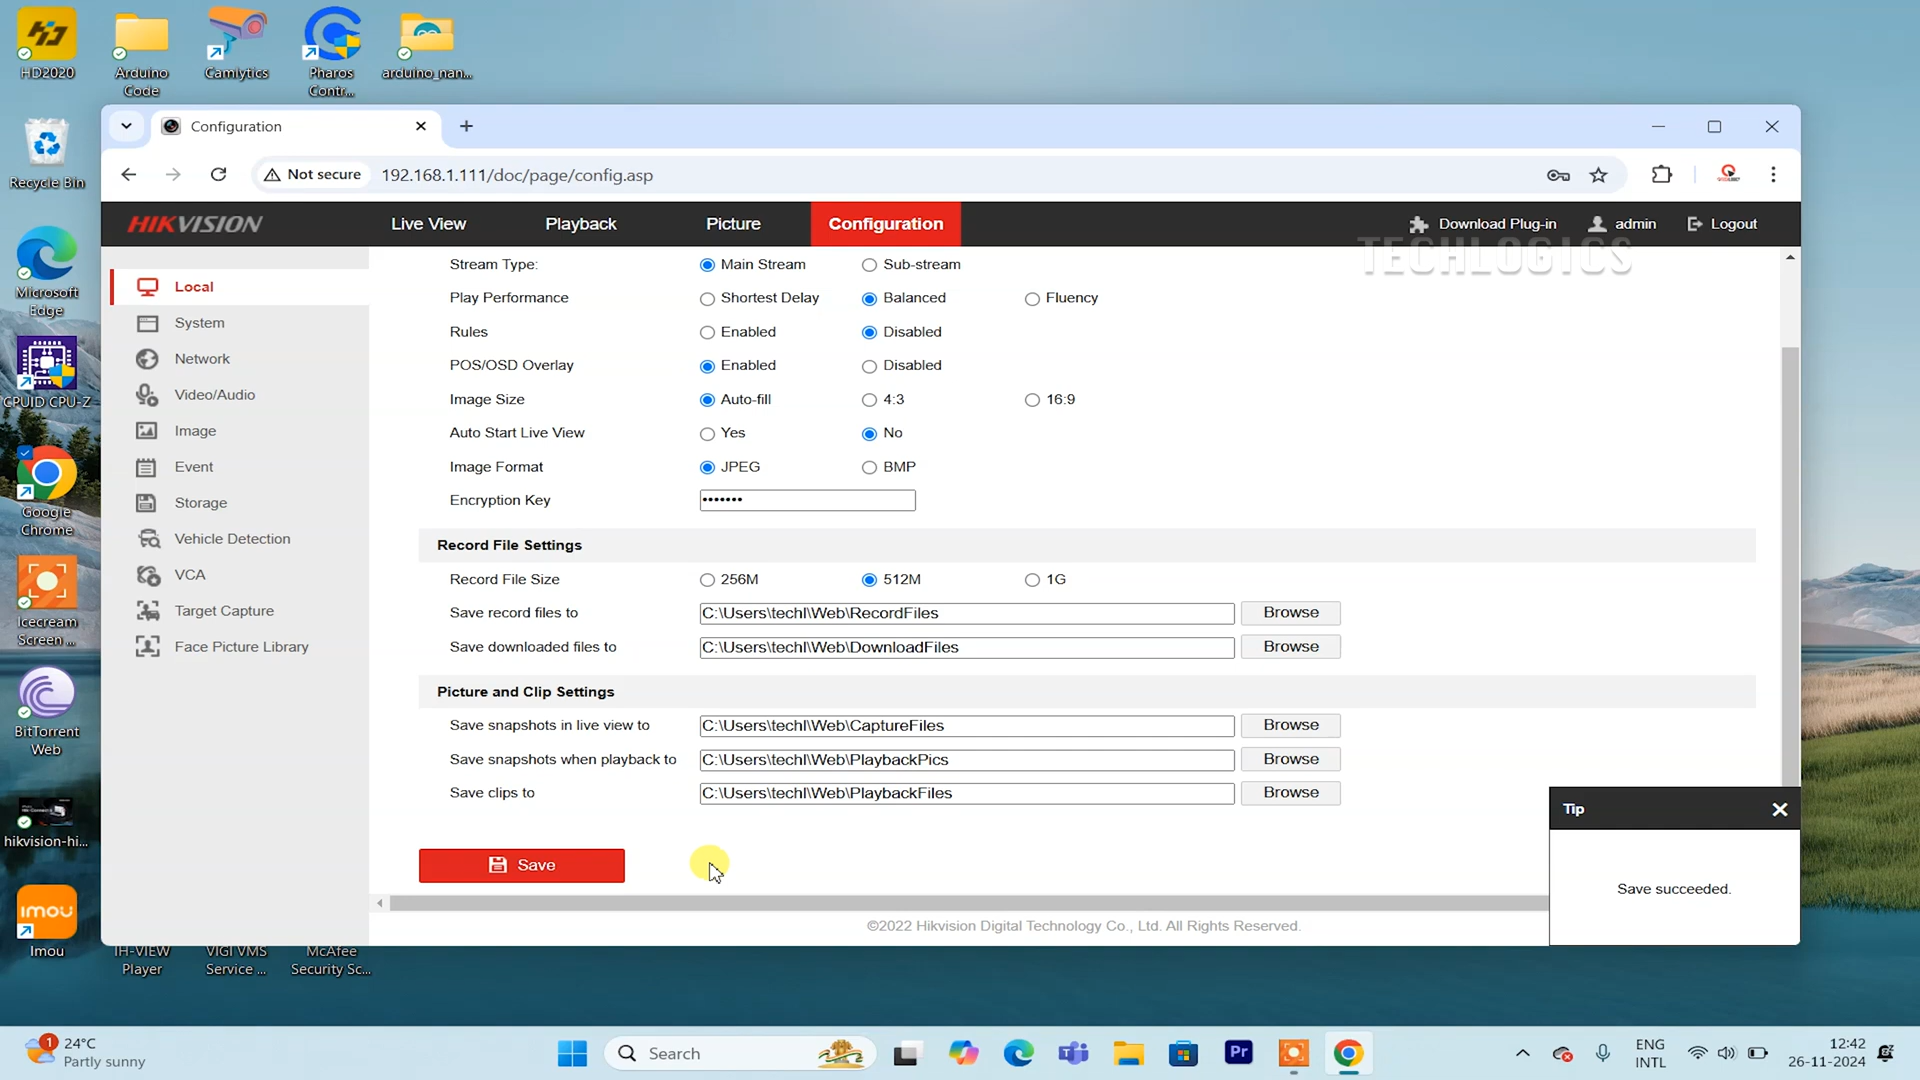 HD2020
Arduino
Code
Camlytics
Pharos
Contr...
arduino_nan...
Recycle Bin
Microsoft
Edge
CPUID CPU-Z
Google
Chrome
Icecream
Screen ...
BitTorrent
Web
hikvision-hi...
imou
Imou
IH-VIEW
Player
VIGI VMS
Service ...
McAfee
Security Sc...
Configuration
Not secure
192.168.1.111/doc/page/config.asp
HIKVISION
Live View
Playback
Picture
Configuration
Download Plug-in
admin
Logout
TECHLOGICS
Local
System
Network
Video/Audio
Image
Event
Storage
Vehicle Detection
VCA
Target Capture
Face Picture Library
Stream Type: Main Stream Sub-stream
Play Performance Shortest Delay Balanced Fluency
Rules Enabled Disabled
POS/OSD Overlay Enabled Disabled
Image Size Auto-fill 4:3 16:9
Auto Start Live View Yes No
Image Format JPEG BMP
Encryption Key •••••••
Record File Settings
Record File Size 256M 512M 1G
Save record files to C:\Users\techl\Web\RecordFiles Browse
Save downloaded files to C:\Users\techl\Web\DownloadFiles Browse
Picture and Clip Settings
Save snapshots in live view to C:\Users\techl\Web\CaptureFiles Browse
Save snapshots when playback to C:\Users\techl\Web\PlaybackPics Browse
Save clips to C:\Users\techl\Web\PlaybackFiles Browse
Save
Tip
Save succeeded.
©2022 Hikvision Digital Technology Co., Ltd. All Rights Reserved.
1
24°C
Partly sunny
Search
Pr
ENG
INTL
12:42
26-11-2024